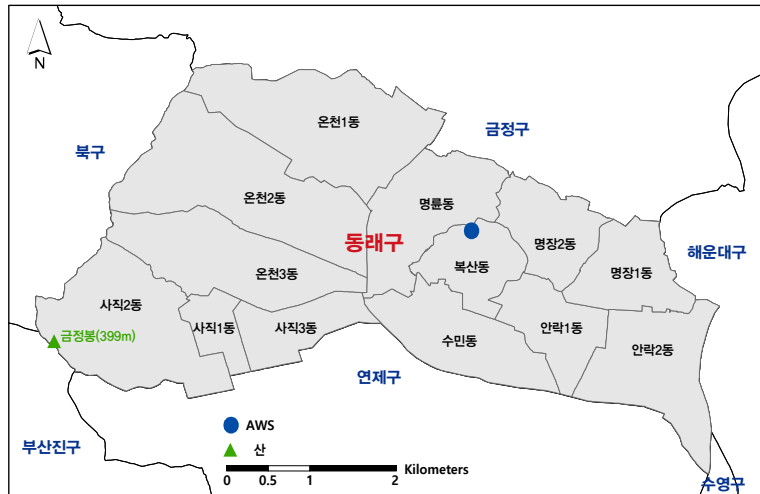 N
온천1동
금정구
북구
온천2동
명륜동
동래구
명장2동
해운대구
복산동
명장1동
온천3동
사직2동
사직1동
사직3동
수민동
안락1동
안락2동
금정봉(399m)
연제구
AWS
부산진구
산
Kilometers
0 0.5 1 2
수영구